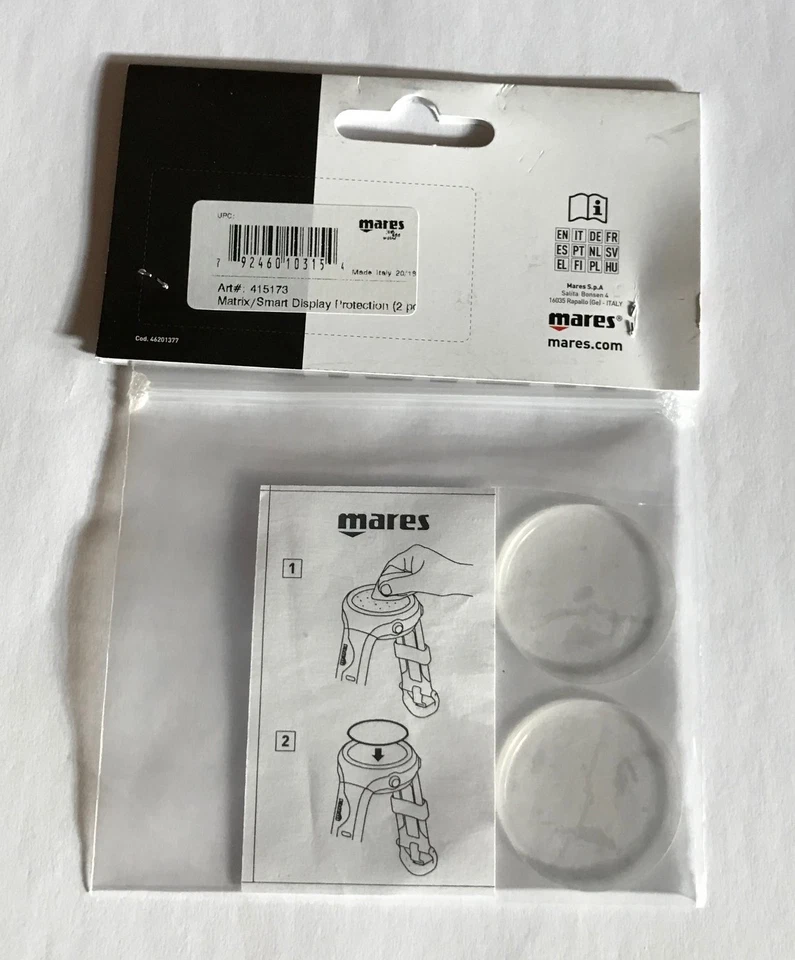 UPC:
mares
7 92460 10315 4
Made Italy 20/19
Art#: 415173
Matrix/Smart Display Protection (2 pc
Cod. 46201377
i
EN IT DE FR
ES PT NL SV
EL FI PL HU
Mares S.p.A
Salita Bonsen 4
16035 Rapallo (Ge) - ITALY
mares®
mares.com
mares
1
2